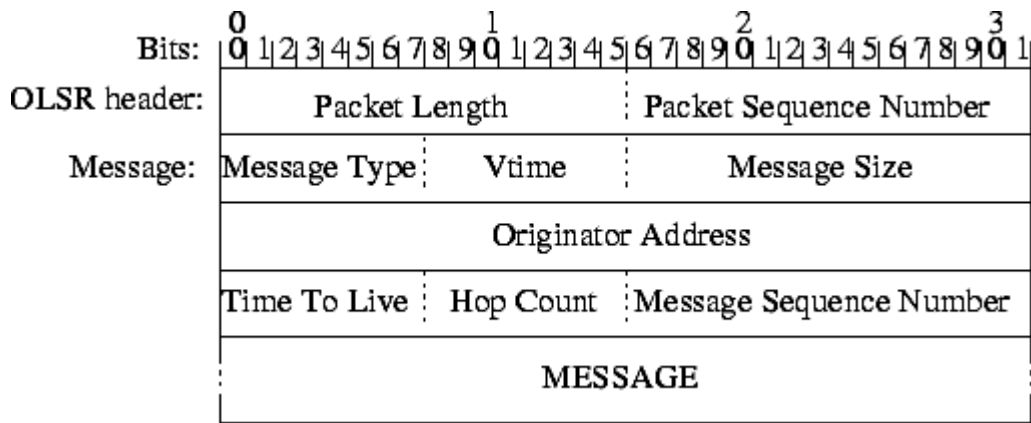 0 1 2 3
Bits: 0 1 2 3 4 5 6 7 8 9 0 1 2 3 4 5 6 7 8 9 0 1 2 3 4 5 6 7 8 9 0 1
OLSR header: Packet Length Packet Sequence Number
Message: Message Type Vtime Message Size
Originator Address
Time To Live Hop Count Message Sequence Number
MESSAGE